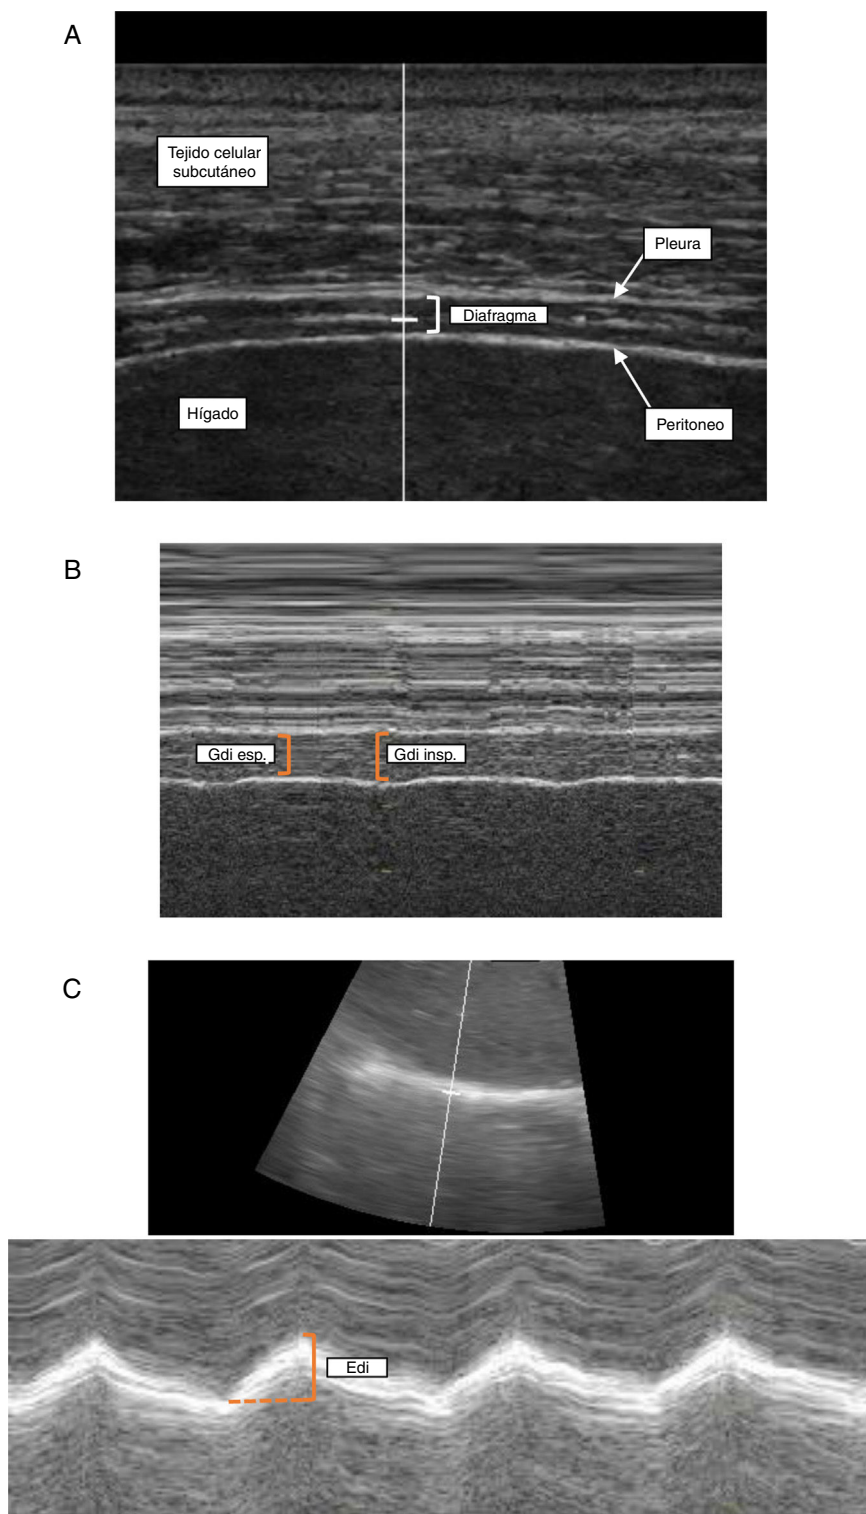 A
Tejido celular
subcutáneo
Pleura
Diafragma
Hígado
Peritoneo
B
Gdi esp.
Gdi insp.
C
Edi